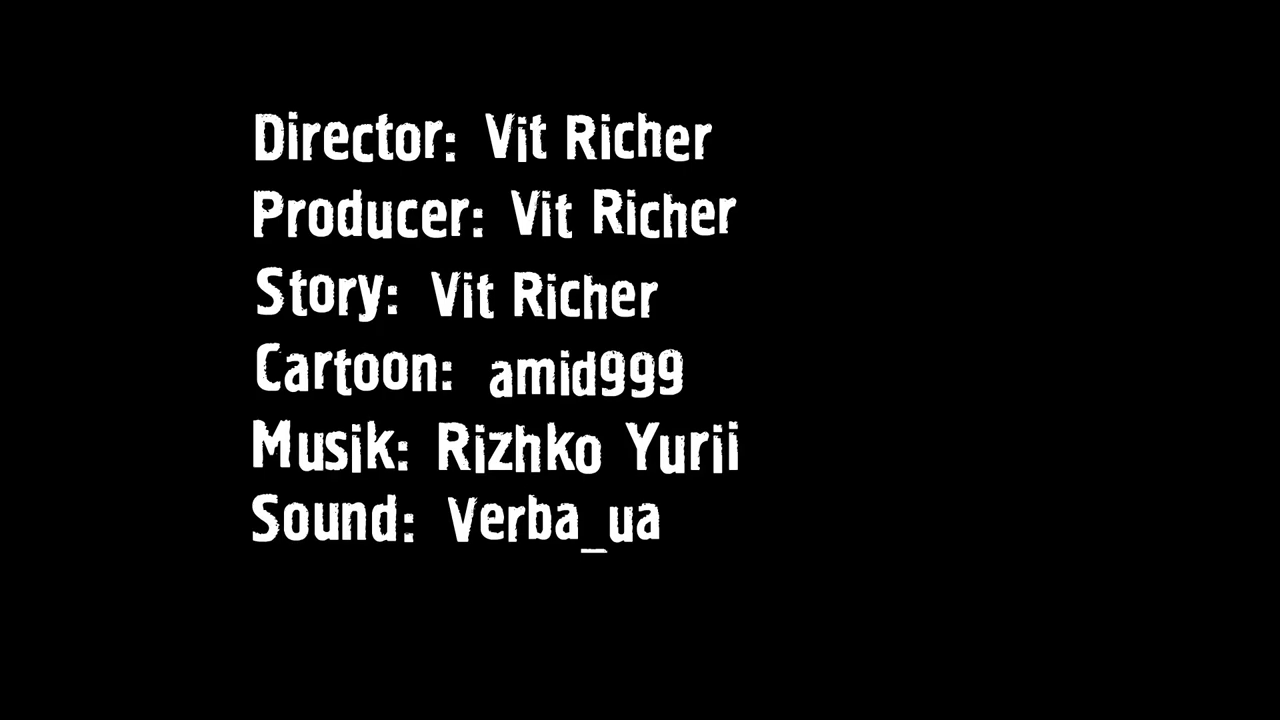 Director: Vit Richer
Producer: Vit Richer
Story: Vit Richer
Cartoon: amid999
Musik: Rizhko Yurii
Sound: Verba_ua